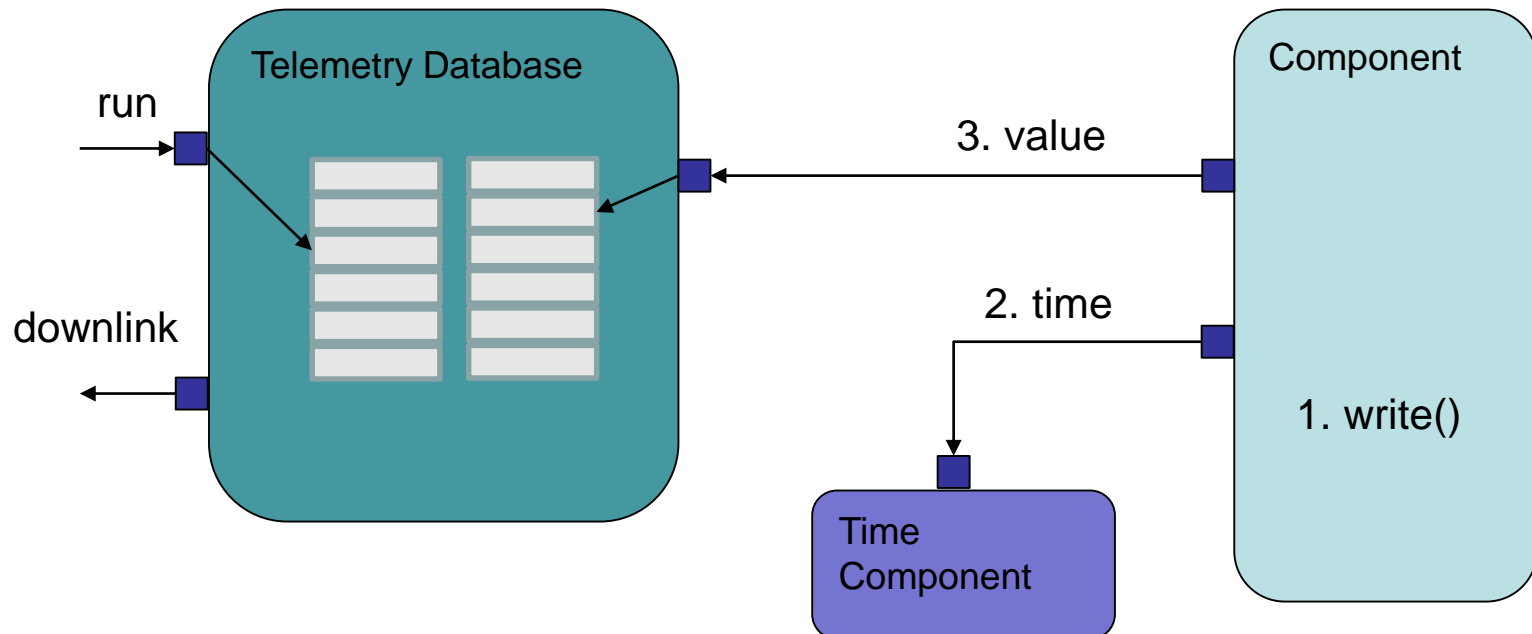 Telemetry Database
Component
run
3. value
2. time
downlink
1. write()
Time
Component